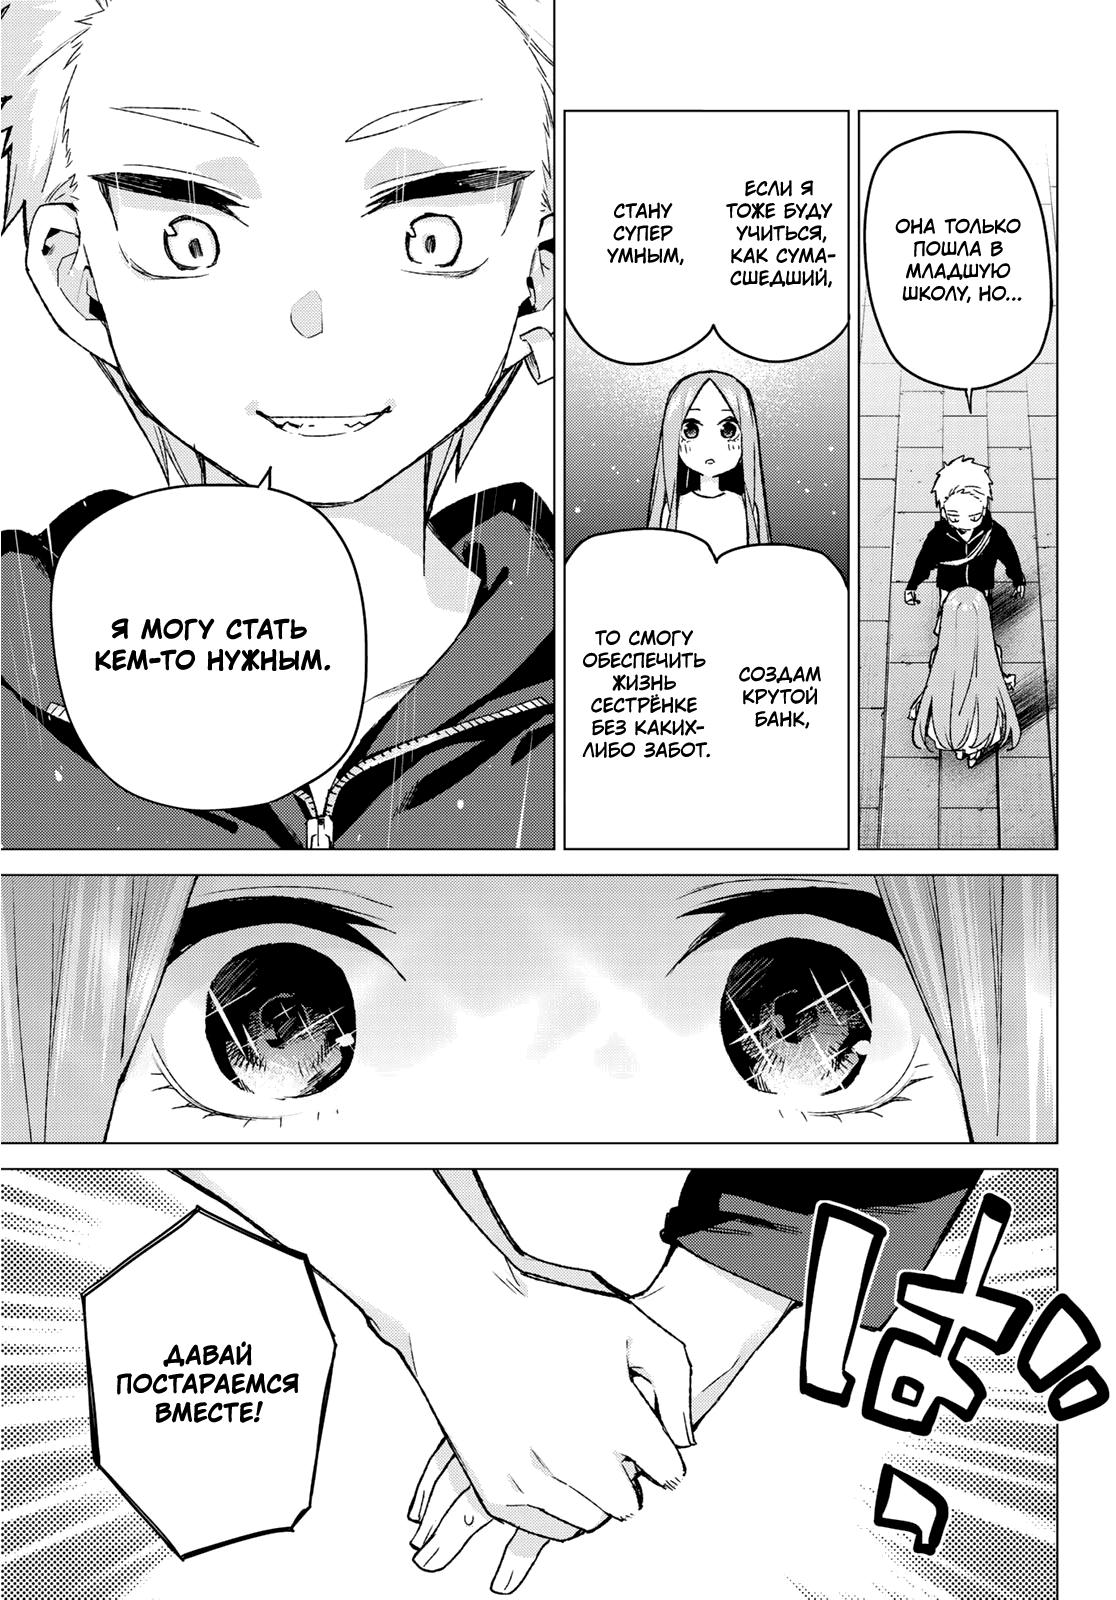 ОНА ТОЛЬКО
ПОШЛА В
МЛАДШУЮ
ШКОЛУ, НО...
ЕСЛИ Я
ТОЖЕ БУДУ
УЧИТЬСЯ,
КАК СУМА-
СШЕДШИЙ,
СТАНУ
СУПЕР
УМНЫМ,
СОЗДАМ
КРУТОЙ
БАНК,
ТО СМОГУ
ОБЕСПЕЧИТЬ
ЖИЗНЬ
СЕСТРЁНКЕ
БЕЗ КАКИХ-
ЛИБО ЗАБОТ.
Я МОГУ СТАТЬ
КЕМ-ТО НУЖНЫМ.
ばっ
ДАВАЙ
ПОСТАРАЕМСЯ
ВМЕСТЕ!